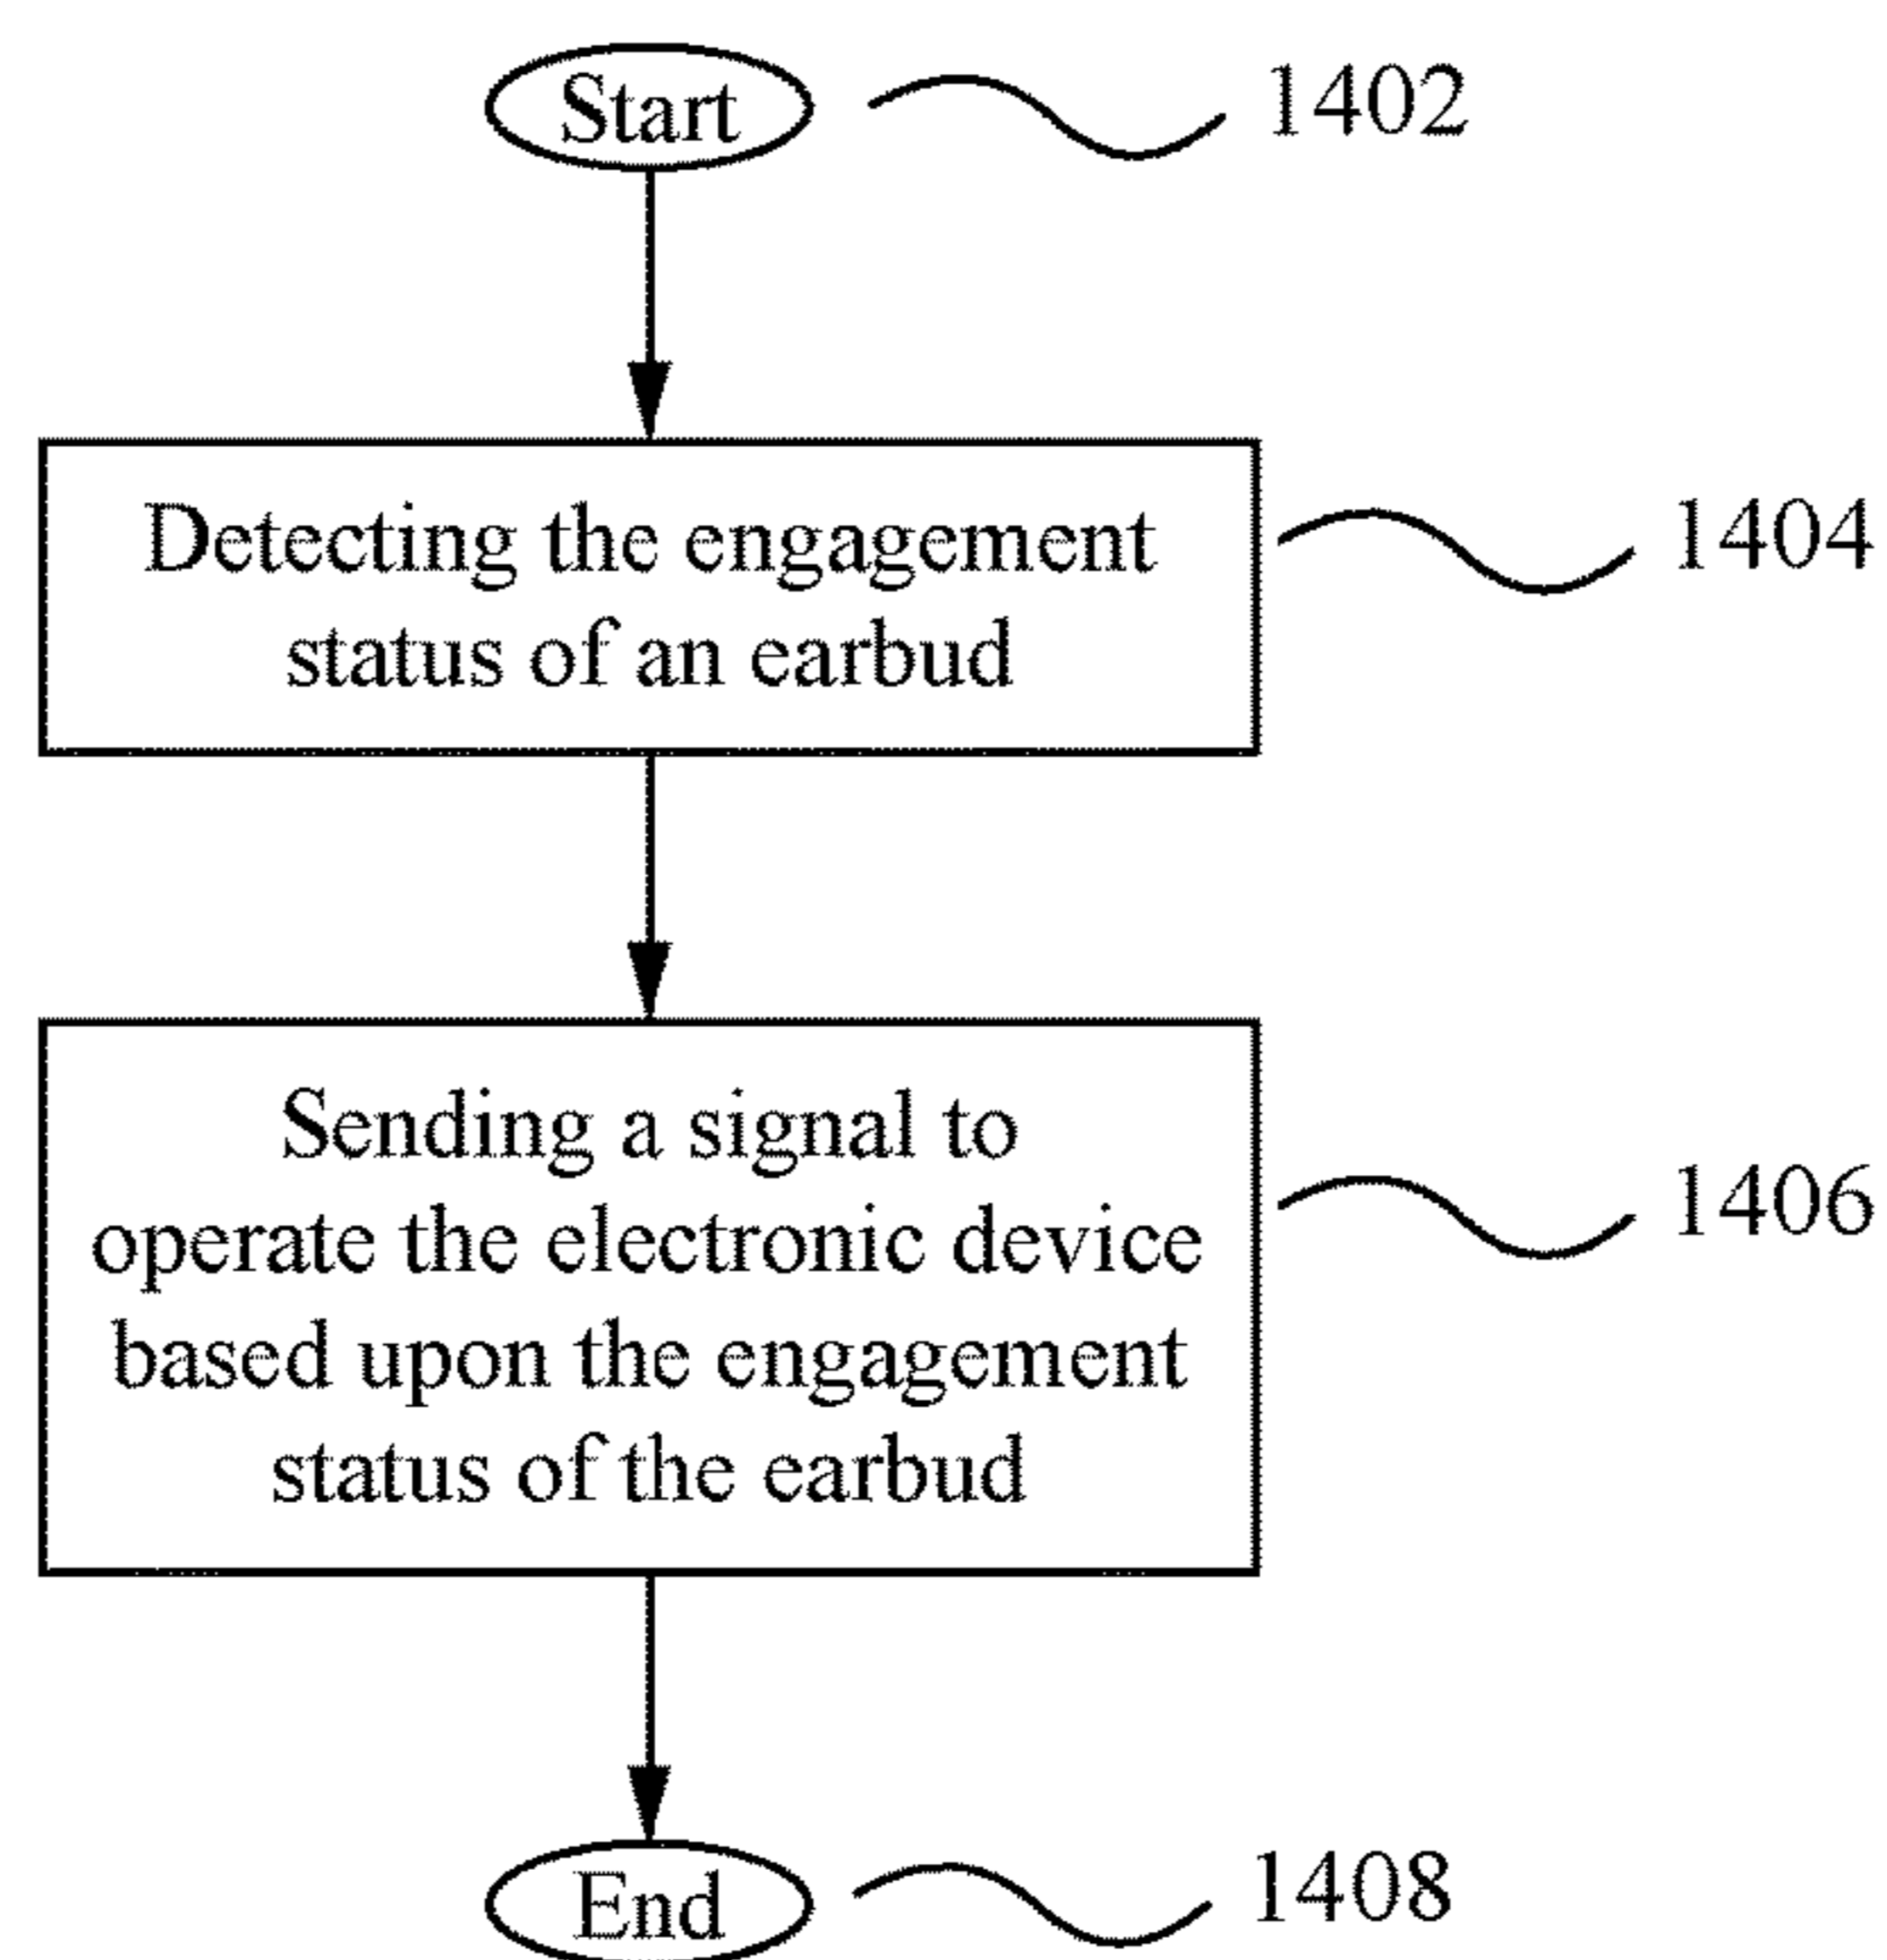 Start
1402
Detecting the engagement
status of an earbud
1404
Sending a signal to
operate the electronic device
based upon the engagement
status of the earbud
1406
End
1408